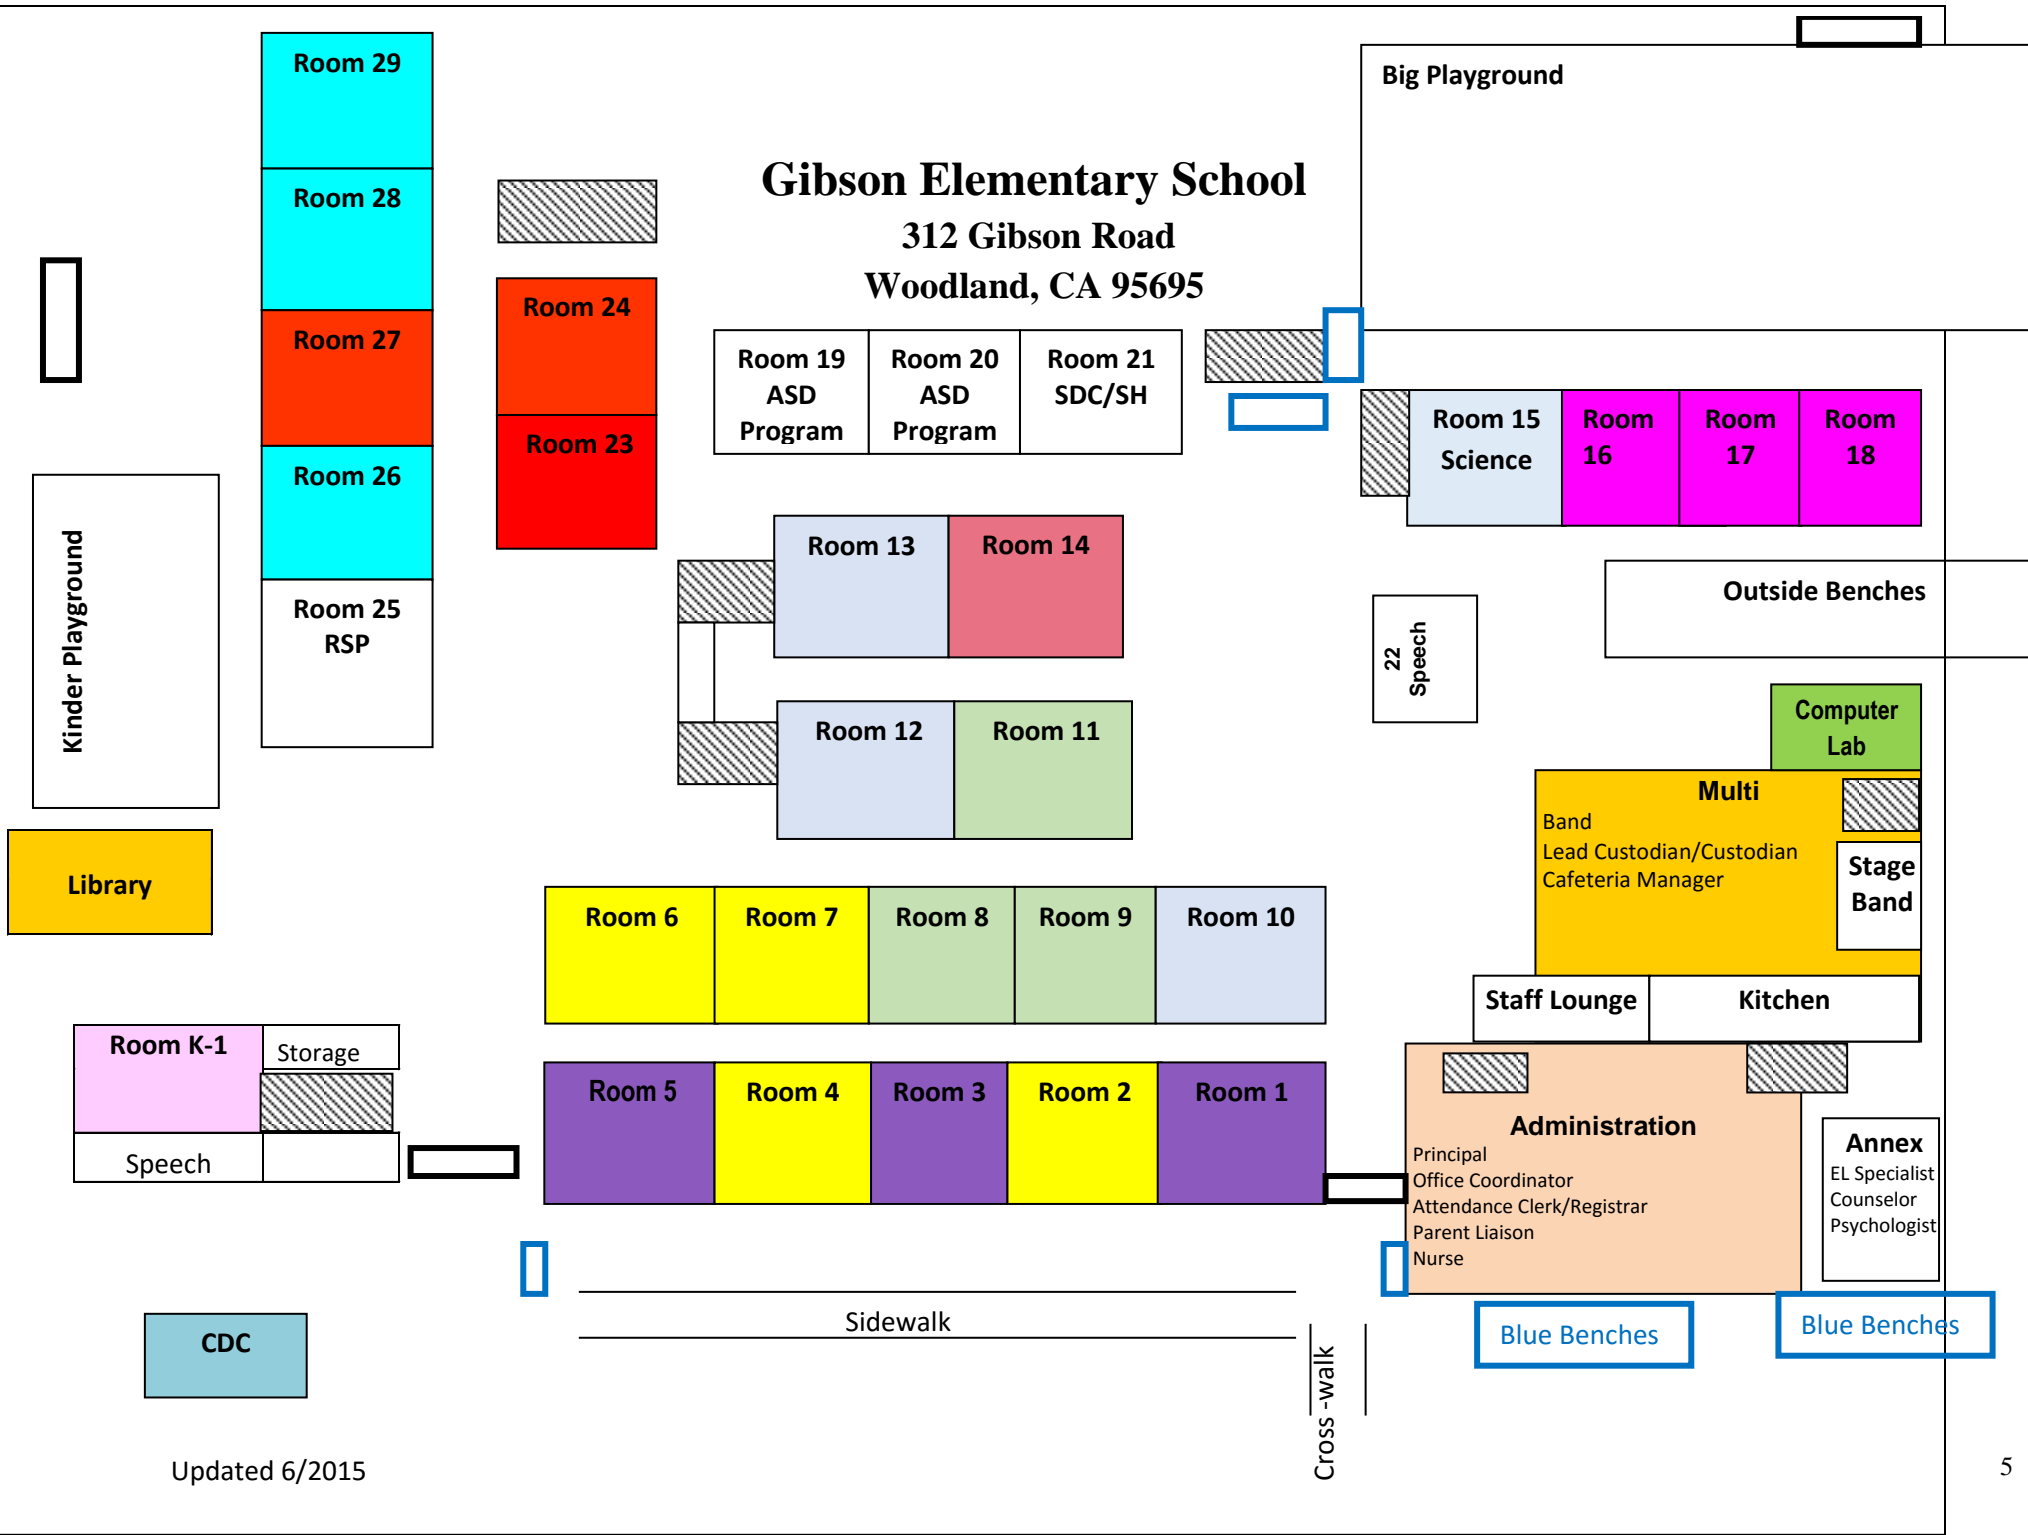 Gibson Elementary School
312 Gibson Road
Woodland, CA 95695
Big Playground
Room 29
Room 28
Room 27
Room 26
Room 25
RSP
Room 24
Room 23
Room 19
ASD
Program
Room 20
ASD
Program
Room 21
SDC/SH
Room 15
Science
Room
16
Room
17
Room
18
Kinder Playground
Room 13
Room 14
22
Speech
Outside Benches
Room 12
Room 11
Computer
Lab
Multi
Band
Lead Custodian/Custodian
Cafeteria Manager
Stage
Band
Library
Room 6
Room 7
Room 8
Room 9
Room 10
Staff Lounge
Kitchen
Room K-1
Storage
Speech
Room 5
Room 4
Room 3
Room 2
Room 1
Administration
Principal
Office Coordinator
Attendance Clerk/Registrar
Parent Liaison
Nurse
Annex
EL Specialist
Counselor
Psychologist
Sidewalk
Cross -walk
Blue Benches
Blue Benches
CDC
Updated 6/2015
5